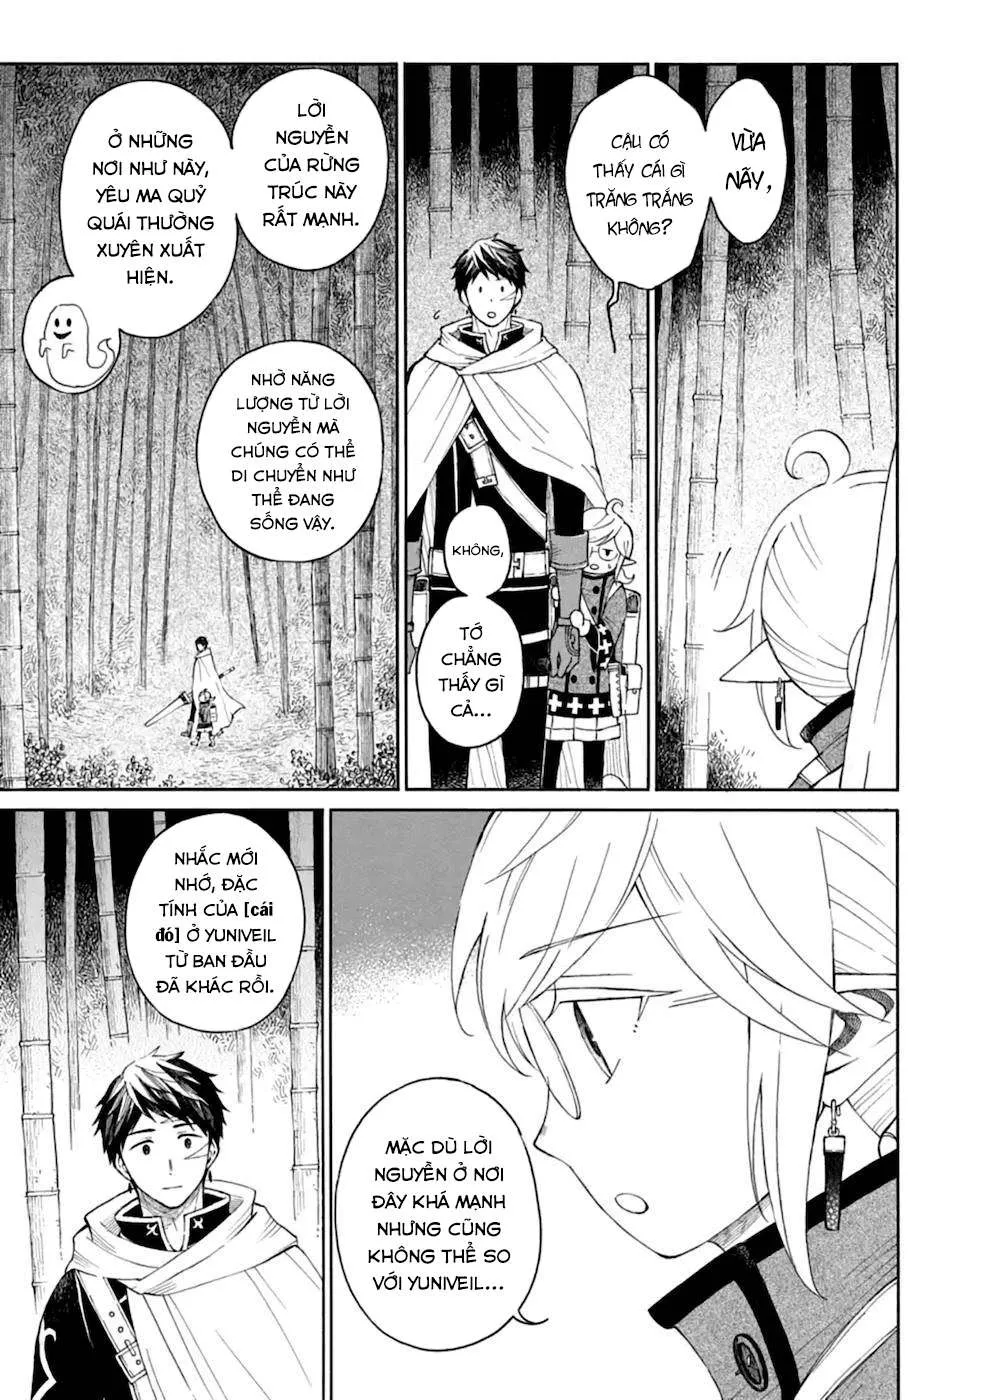 VỪA
NÃY,
CẬU CÓ
THẤY CÁI GÌ
TRĂNG TRẮNG
KHÔNG?
KHÔNG,
TỚ
CHẲNG
THẤY GÌ
CẢ...
LỜI
NGUYỀN
CỦA RỪNG
TRÚC NÀY
RẤT MẠNH.
Ở NHỮNG
NƠI NHƯ NÀY,
YÊU MA QUỶ
QUÁI THƯỜNG
XUYÊN XUẤT
HIỆN.
NHỜ NĂNG
LƯỢNG TỪ LỜI
NGUYỀN MÀ
CHÚNG CÓ THỂ
DI CHUYỂN NHƯ
THỂ ĐANG
SỐNG VẬY.
MẶC DÙ LỜI
NGUYỀN Ở NƠI
ĐÂY KHÁ MẠNH
NHƯNG CŨNG
KHÔNG THỂ SO
VỚI YUNIVEIL...
NHẮC MỚI
NHỚ, ĐẶC
TÍNH CỦA [cái
đó] Ở YUNIVEIL
TỪ BAN ĐẦU
ĐÃ KHÁC RỒI.